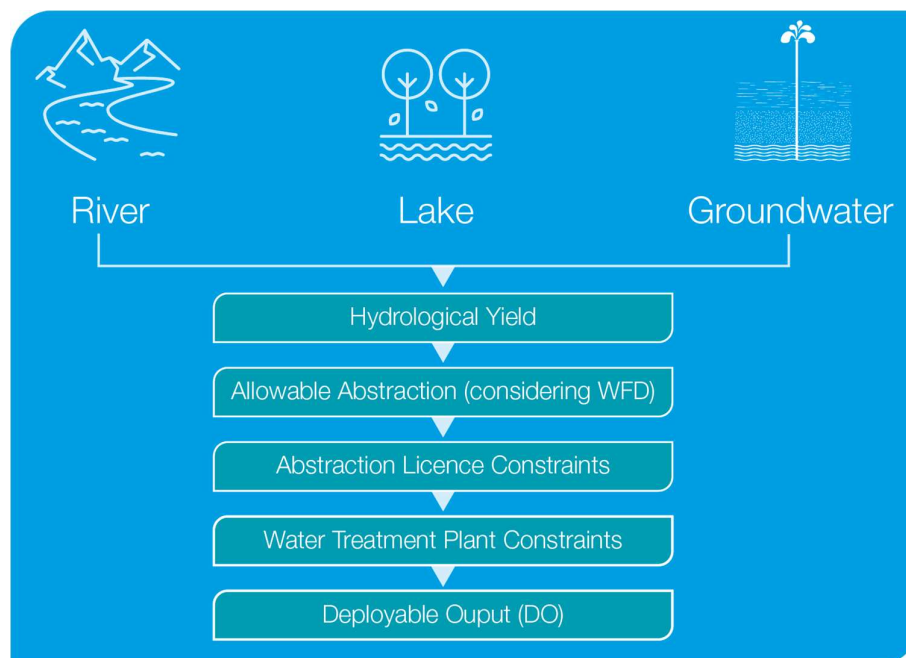 River
Lake
Groundwater
Hydrological Yield
Allowable Abstraction (considering WFD)
Abstraction Licence Constraints
Water Treatment Plant Constraints
Deployable Ouput (DO)